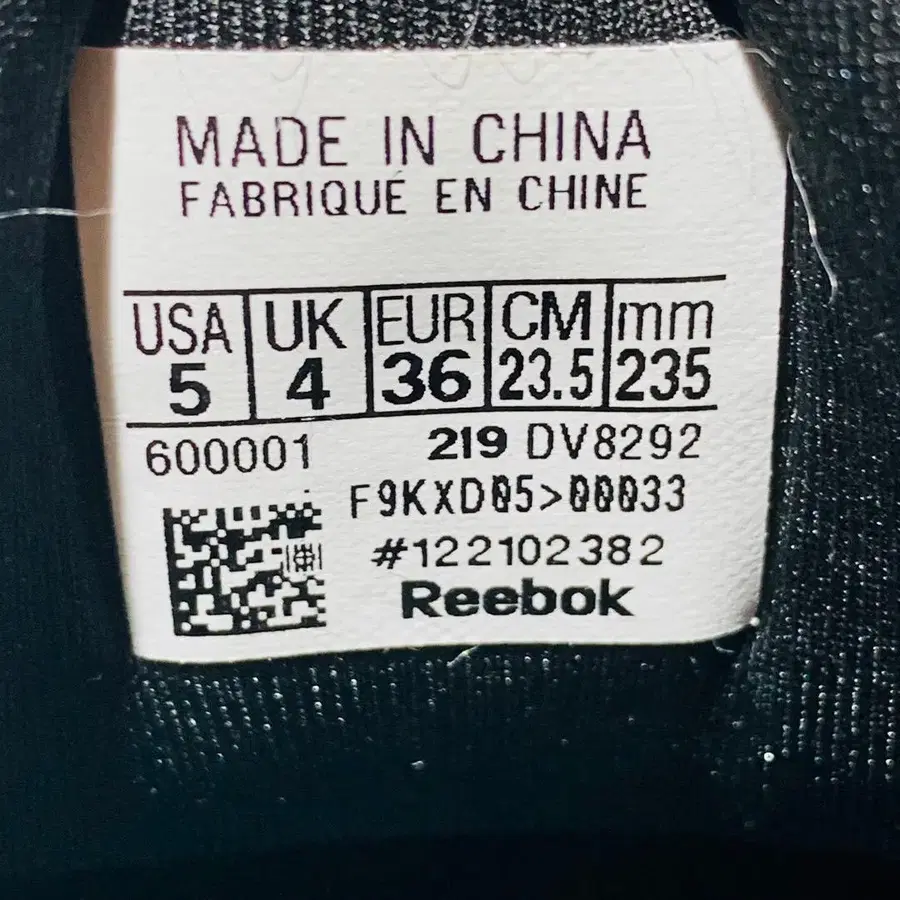 MADE IN CHINA
FABRIQUÉ EN CHINE
USA UK EUR CM mm
5 4 36 23.5 235
600001 219 DV8292
F9KXD05>00033
#122102382
Reebok